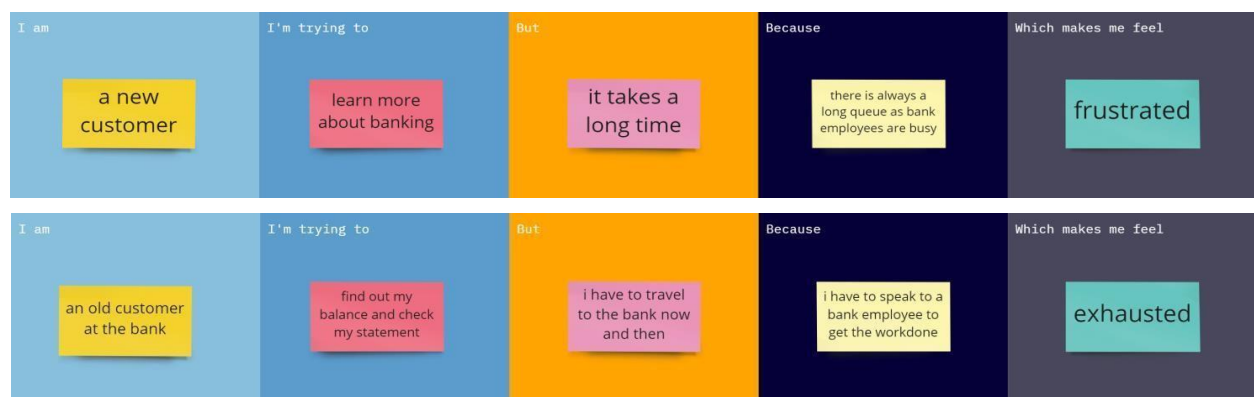 I am
I'm trying to
But
Because
Which makes me feel
a new
customer
learn more
about banking
it takes a
long time
there is always a
long queue as bank
employees are busy
frustrated
I am
I'm trying to
But
Because
Which makes me feel
an old customer
at the bank
find out my
balance and check
my statement
i have to travel
to the bank now
and then
i have to speak to a
bank employee to
get the workdone
exhausted